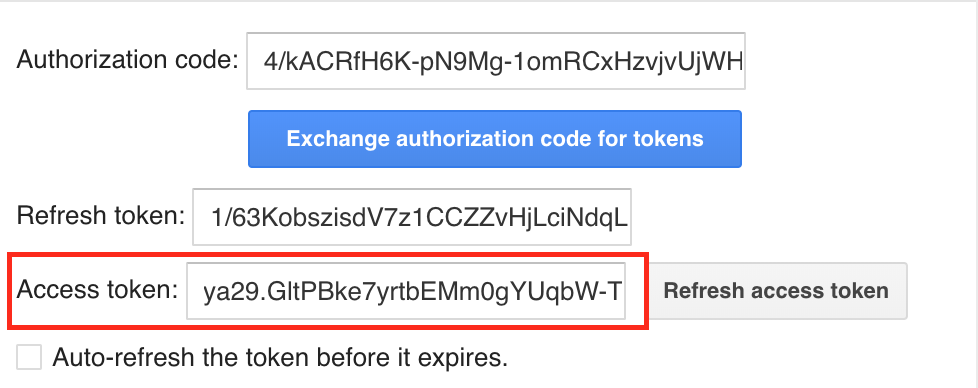 Authorization code: 4/kACRfH6K-pN9Mg-1omRCxHzvjvUjWH
Exchange authorization code for tokens
Refresh token: 1/63KobszisdV7z1CCZZvHjLciNdqL
Access token: ya29.GltPBke7yrtbEMm0gYUqbW-T Refresh access token
Auto-refresh the token before it expires.